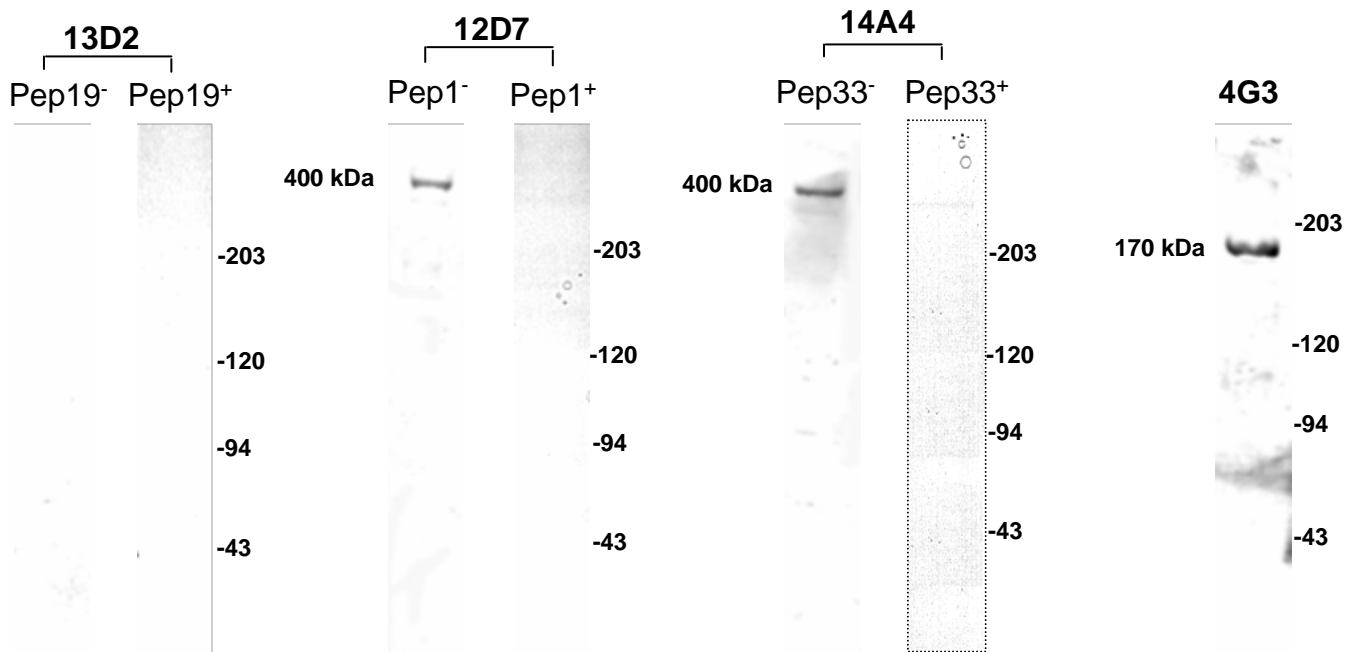 13D2
12D7
14A4
Pep19⁻ Pep19⁺
Pep1⁻ Pep1⁺
Pep33⁻ Pep33⁺
4G3
400 kDa
400 kDa
170 kDa
-203
-120
-94
-43
-203
-120
-94
-43
-203
-120
-94
-43
-203
-120
-94
-43